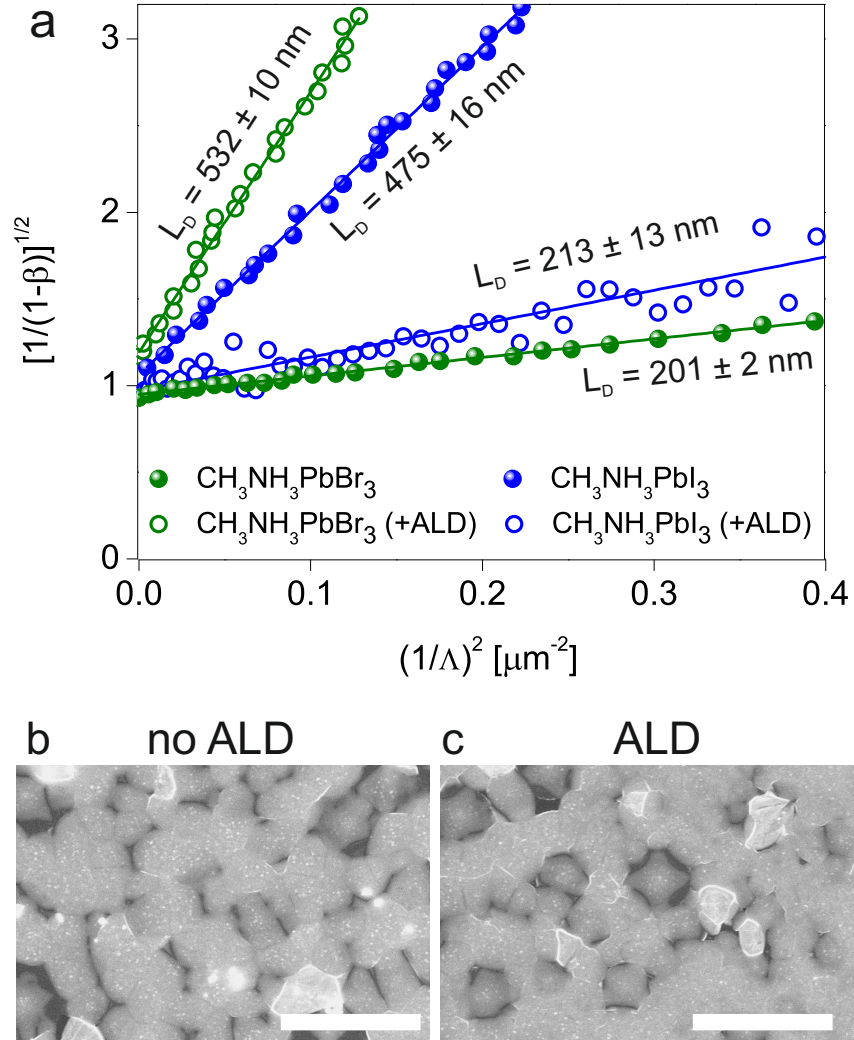 a
[1/(1-β)]^1/2
3
2
1
0
L_D = 532 ± 10 nm
L_D = 475 ± 16 nm
L_D = 213 ± 13 nm
L_D = 201 ± 2 nm
CH₃NH₃PbBr₃
CH₃NH₃PbI₃
CH₃NH₃PbBr₃ (+ALD)
CH₃NH₃PbI₃ (+ALD)
0.0 0.1 0.2 0.3 0.4
(1/Λ)² [μm⁻²]
b no ALD
c ALD